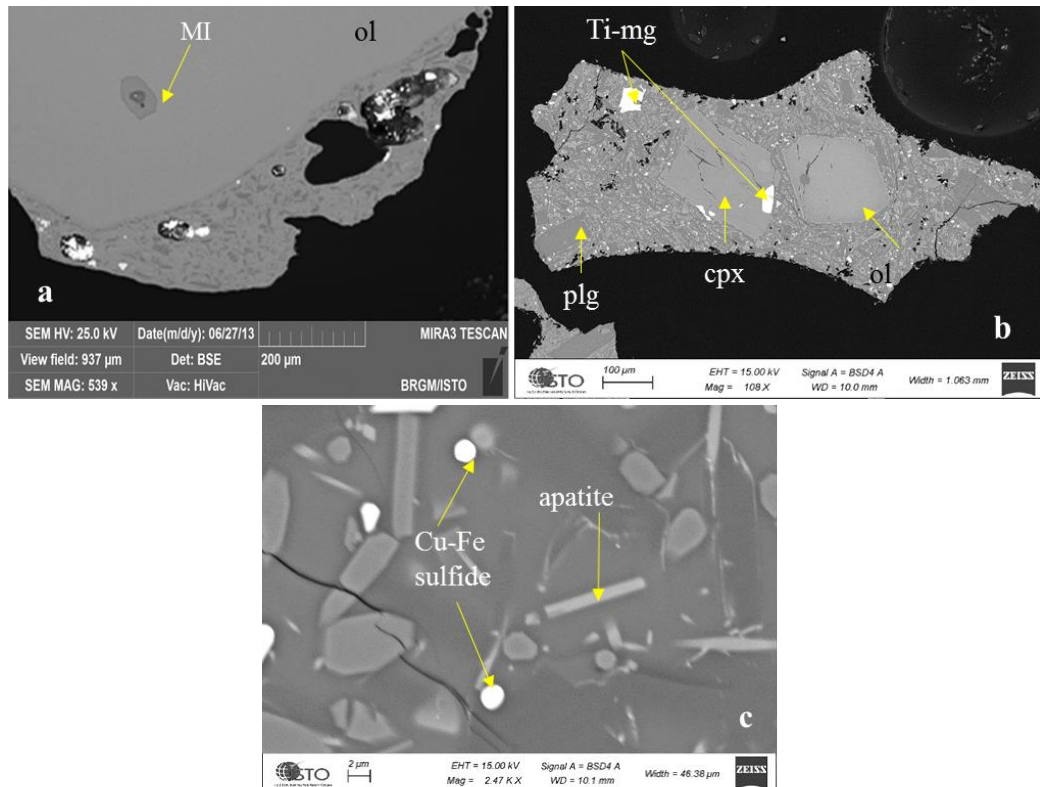 MI
ol
a
SEM HV: 25.0 kV Date(m/d/y): 06/27/13 MIRA3 TESCAN
View field: 937 µm Det: BSE 200 µm
SEM MAG: 539 x Vac: HiVac BRGM/ISTO
Ti-mg
plg
cpx
ol
b
ISTO
100 µm
EHT = 15.00 kV Signal A = BSD4 A
Mag = 108 X WD = 10.0 mm Width = 1.063 mm
ZEISS
apatite
Cu-Fe
sulfide
c
ISTO
2 µm
EHT = 15.00 kV Signal A = BSD4 A
Mag = 2.47 K X WD = 10.1 mm Width = 46.38 µm
ZEISS